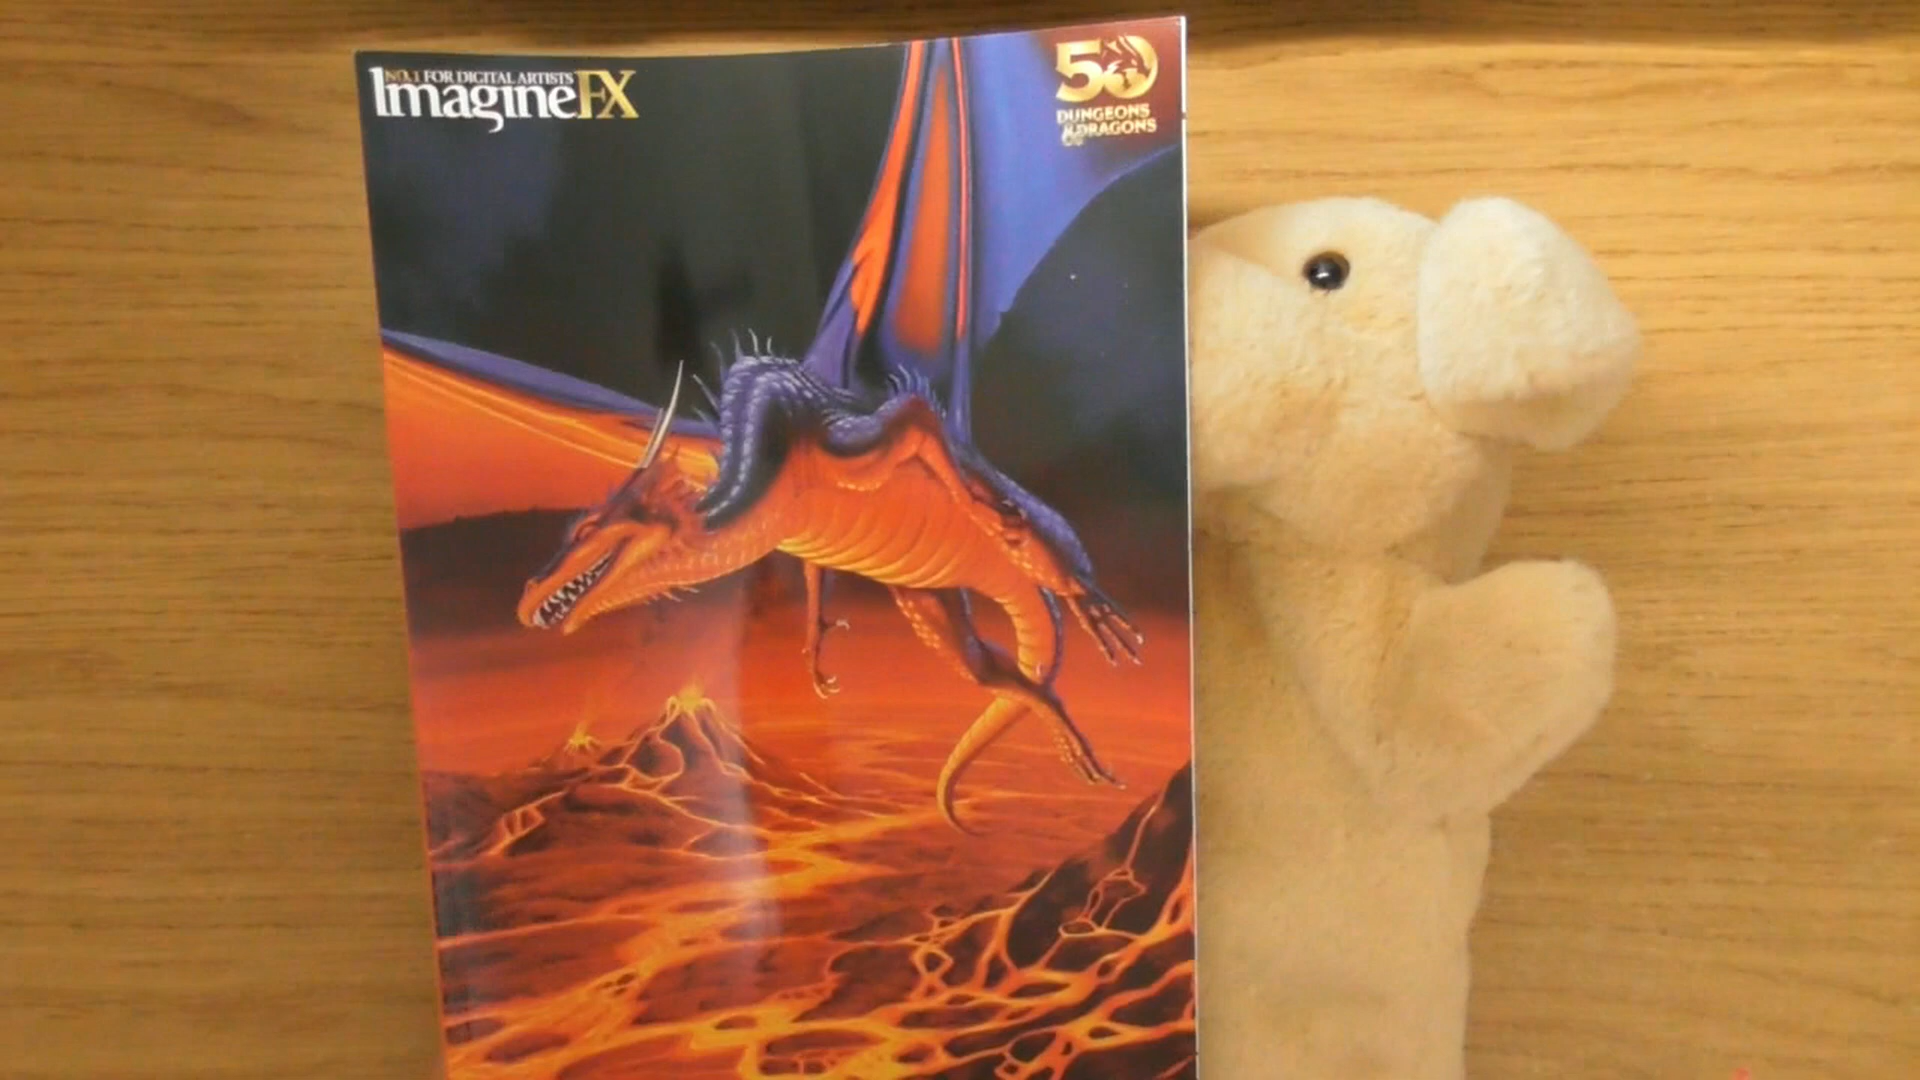 NO.1 FOR DIGITAL ARTISTS
ImagineFX
50
DUNGEONS
& DRAGONS